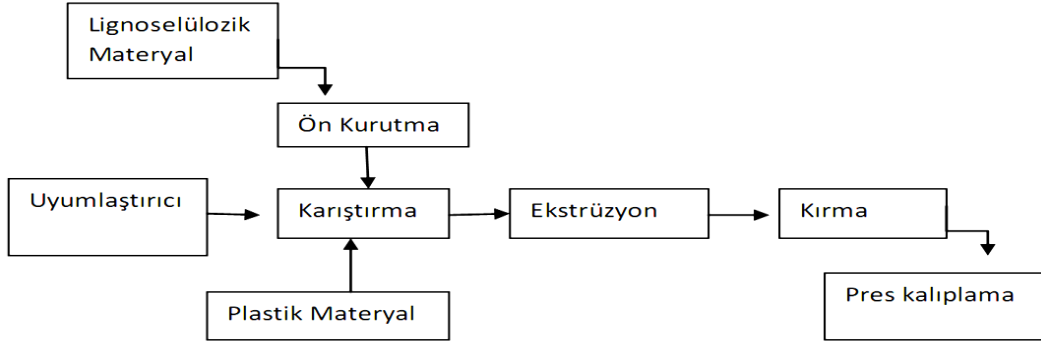 Lignoselülozik
Materyal
Ön Kurutma
Uyumlaştırıcı
Karıştırma
Ekstrüzyon
Kırma
Plastik Materyal
Pres kalıplama